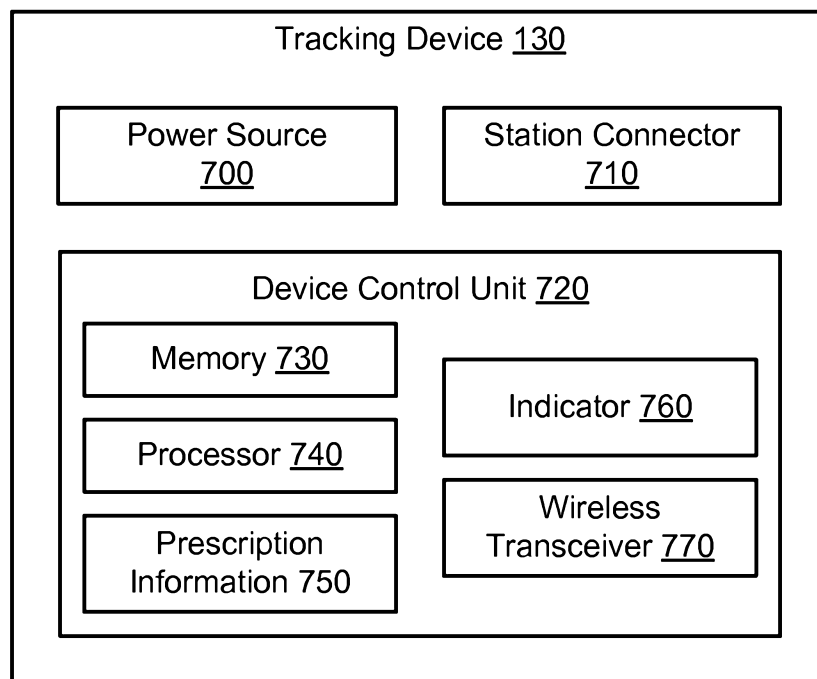 Tracking Device 130
Power Source
700
Station Connector
710
Device Control Unit 720
Memory 730
Processor 740
Prescription
Information 750
Indicator 760
Wireless
Transceiver 770